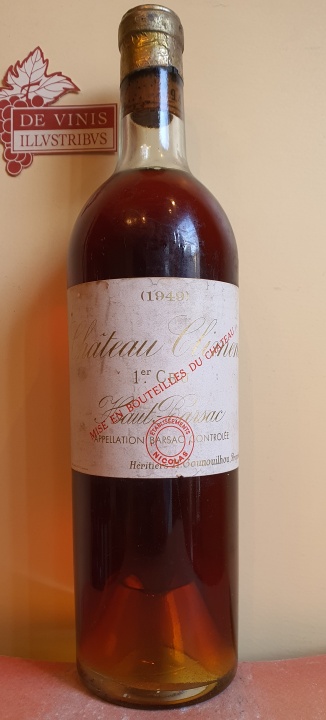 DE VINIS
ILLVSTRIBVS
(1949)
Château Climens
1er. Cru
Haut-Barsac
MISE EN BOUTEILLES DU CHATEAU
APPELLATION BARSAC CONTRÔLÉE
ETABLISSEMENTS
NICOLAS
Héritiers Gounouilhou